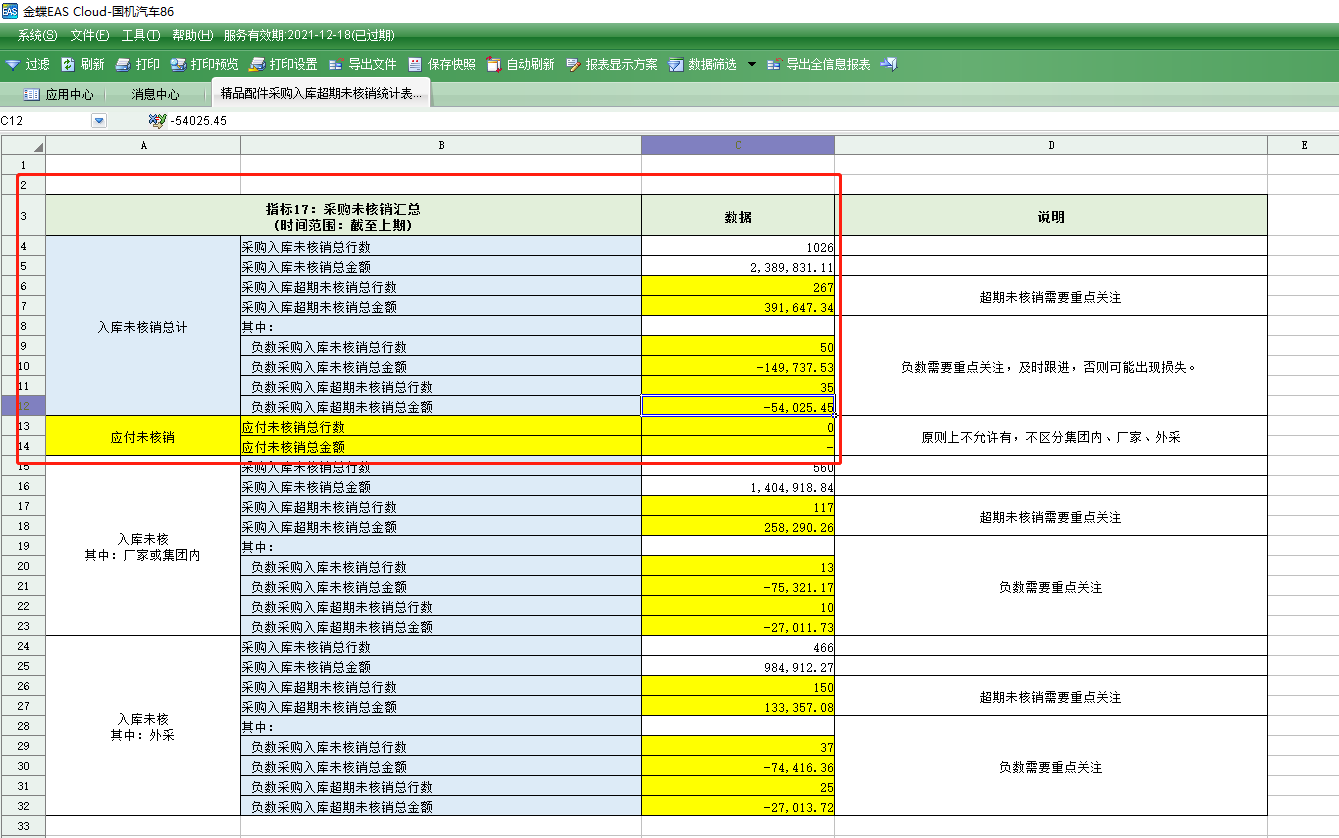 金蝶EAS Cloud-国机汽车86
系统(S) 文件(F) 工具(T) 帮助(H) 服务有效期:2021-12-18(已过期)
过滤 刷新 打印 打印预览 打印设置 导出文件 保存快照 自动刷新 报表显示方案 数据筛选 导出全信息报表
应用中心 消息中心 精品配件采购入库超期未核销统计表...
C12 -54025.45
A B C D E
1
2
3 指标17：采购未核销汇总 数据 说明
(时间范围：截至上期)
4 采购入库未核销总行数 1026
5 采购入库未核销总金额 2,389,831.11
6 采购入库超期未核销总行数 267
超期未核销需要重点关注
7 采购入库超期未核销总金额 391,647.34
8 入库未核销总计 其中：
9 负数采购入库未核销总行数 50
10 负数采购入库未核销总金额 -149,737.53 负数需要重点关注，及时跟进，否则可能出现损失。
11 负数采购入库超期未核销总行数 35
12 负数采购入库超期未核销总金额 -54,025.45
13 应付未核销 应付未核销总行数 0 原则上不允许有，不区分集团内、厂家、外采
14 应付未核销总金额 -
15 采购入库未核销总行数 560
16 采购入库未核销总金额 1,404,918.84
17 采购入库超期未核销总行数 117
超期未核销需要重点关注
18 采购入库超期未核销总金额 258,290.26
19 入库未核 其中：
其中：厂家或集团内
20 负数采购入库未核销总行数 13
21 负数采购入库未核销总金额 -75,321.17 负数需要重点关注
22 负数采购入库超期未核销总行数 10
23 负数采购入库超期未核销总金额 -27,011.73
24 采购入库未核销总行数 466
25 采购入库未核销总金额 984,912.27
26 采购入库超期未核销总行数 150
超期未核销需要重点关注
27 采购入库超期未核销总金额 133,357.08
28 入库未核 其中：
其中：外采
29 负数采购入库未核销总行数 37
30 负数采购入库未核销总金额 -74,416.36 负数需要重点关注
31 负数采购入库超期未核销总行数 25
32 负数采购入库超期未核销总金额 -27,013.72
33